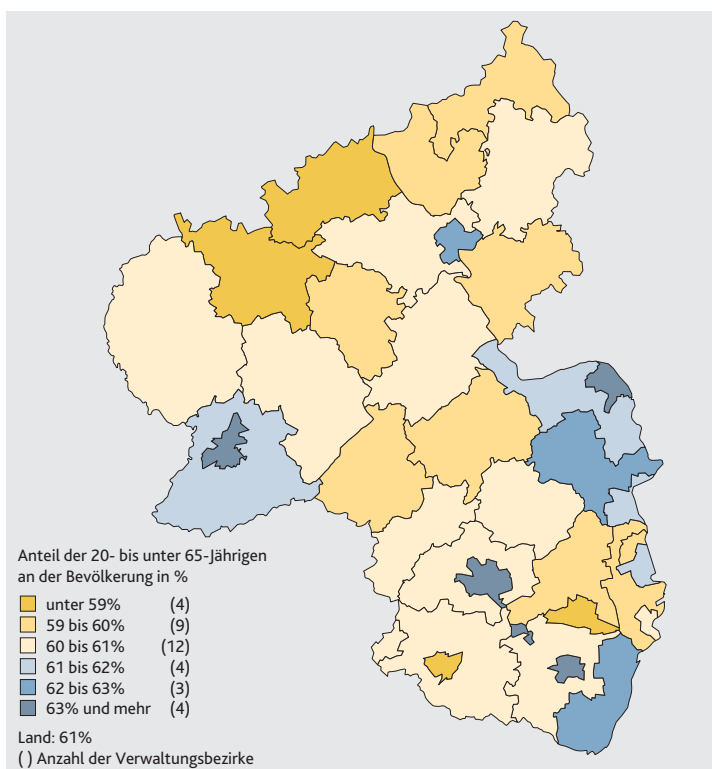 Anteil der 20- bis unter 65-Jährigen
an der Bevölkerung in %
unter 59% (4)
59 bis 60% (9)
60 bis 61% (12)
61 bis 62% (4)
62 bis 63% (3)
63% und mehr (4)
Land: 61%
( ) Anzahl der Verwaltungsbezirke